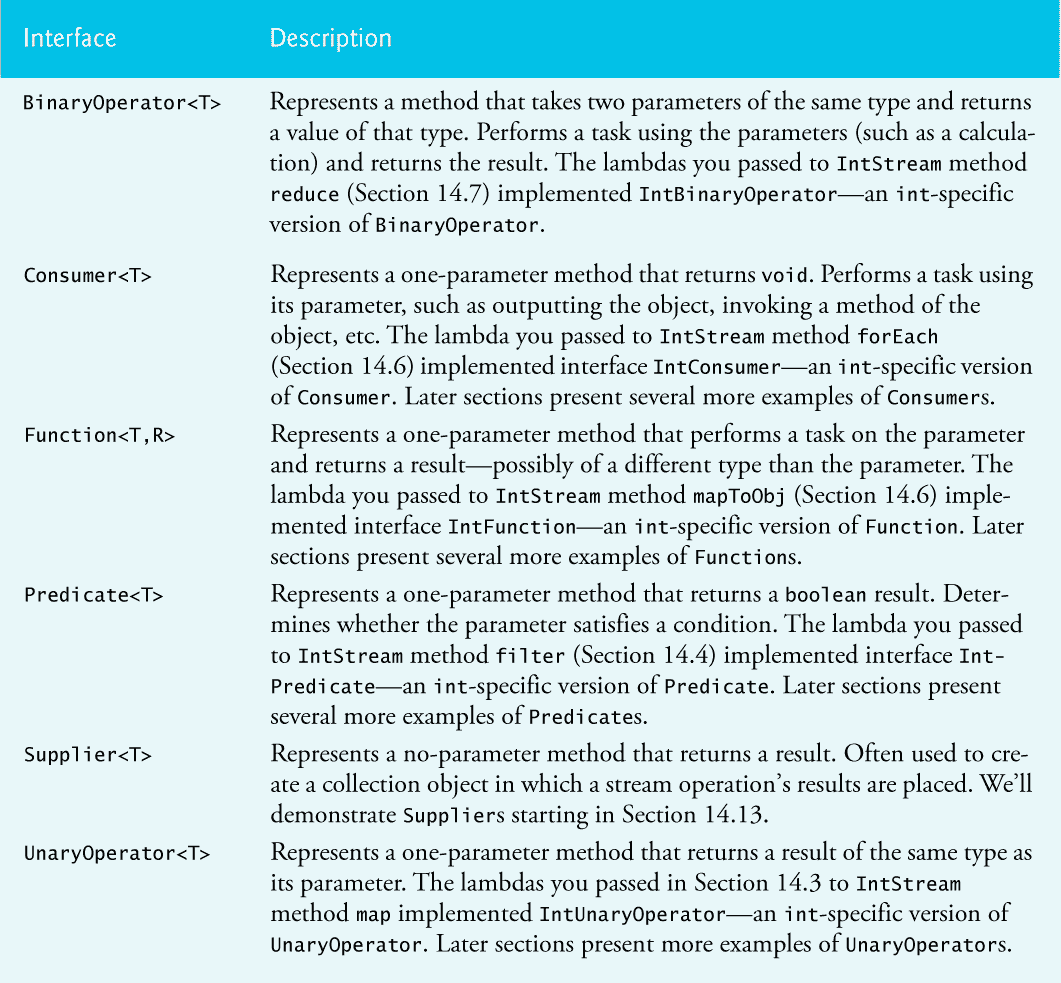 Interface Description
BinaryOperator<T> Represents a method that takes two parameters of the same type and returns
a value of that type. Performs a task using the parameters (such as a calcula-
tion) and returns the result. The lambdas you passed to IntStream method
reduce (Section 14.7) implemented IntBinaryOperator—an int-specific
version of BinaryOperator.
Consumer<T> Represents a one-parameter method that returns void. Performs a task using
its parameter, such as outputting the object, invoking a method of the
object, etc. The lambda you passed to IntStream method forEach
(Section 14.6) implemented interface IntConsumer—an int-specific version
of Consumer. Later sections present several more examples of Consumers.
Function<T,R> Represents a one-parameter method that performs a task on the parameter
and returns a result—possibly of a different type than the parameter. The
lambda you passed to IntStream method mapToObj (Section 14.6) imple-
mented interface IntFunction—an int-specific version of Function. Later
sections present several more examples of Functions.
Predicate<T> Represents a one-parameter method that returns a boolean result. Deter-
mines whether the parameter satisfies a condition. The lambda you passed
to IntStream method filter (Section 14.4) implemented interface Int-
Predicate—an int-specific version of Predicate. Later sections present
several more examples of Predicates.
Supplier<T> Represents a no-parameter method that returns a result. Often used to cre-
ate a collection object in which a stream operation’s results are placed. We’ll
demonstrate Suppliers starting in Section 14.13.
UnaryOperator<T> Represents a one-parameter method that returns a result of the same type as
its parameter. The lambdas you passed in Section 14.3 to IntStream
method map implemented IntUnaryOperator—an int-specific version of
UnaryOperator. Later sections present more examples of UnaryOperators.